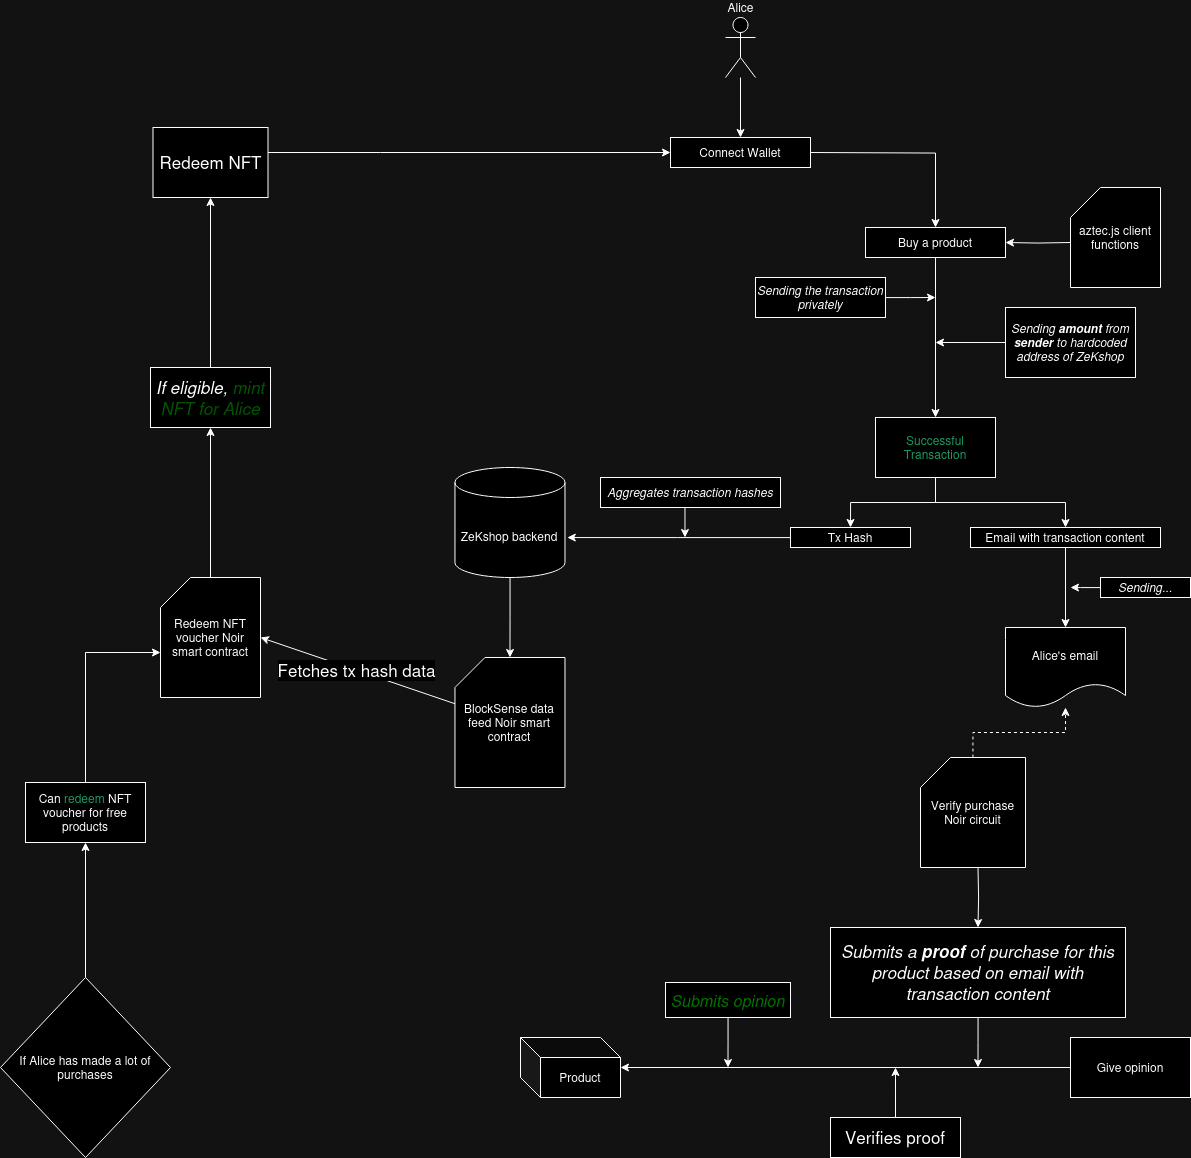 Alice
Connect Wallet
Redeem NFT
Buy a product
aztec.js client
functions
Sending the transaction
privately
Sending amount from
sender to hardcoded
address of ZeKshop
If eligible, mint
NFT for Alice
Successful
Transaction
Aggregates transaction hashes
ZeKshop backend
Tx Hash
Email with transaction content
Sending...
Redeem NFT
voucher Noir
smart contract
Fetches tx hash data
Alice's email
BlockSense data
feed Noir smart
contract
Can redeem NFT
voucher for free
products
Verify purchase
Noir circuit
Submits a proof of purchase for this
product based on email with
transaction content
Submits opinion
If Alice has made a lot of
purchases
Product
Give opinion
Verifies proof